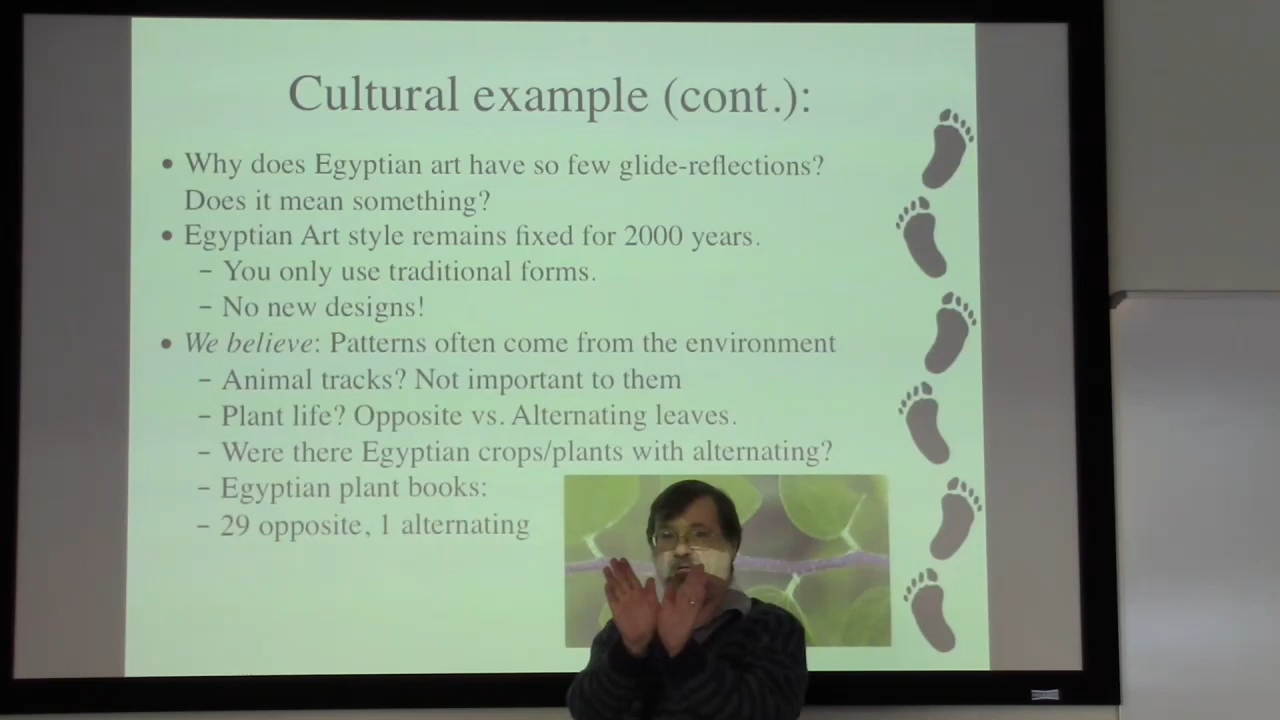 Cultural example (cont.):
• Why does Egyptian art have so few glide-reflections?
Does it mean something?
• Egyptian Art style remains fixed for 2000 years.
– You only use traditional forms.
– No new designs!
• We believe: Patterns often come from the environment
– Animal tracks? Not important to them
– Plant life? Opposite vs. Alternating leaves.
– Were there Egyptian crops/plants with alternating?
– Egyptian plant books:
– 29 opposite, 1 alternating